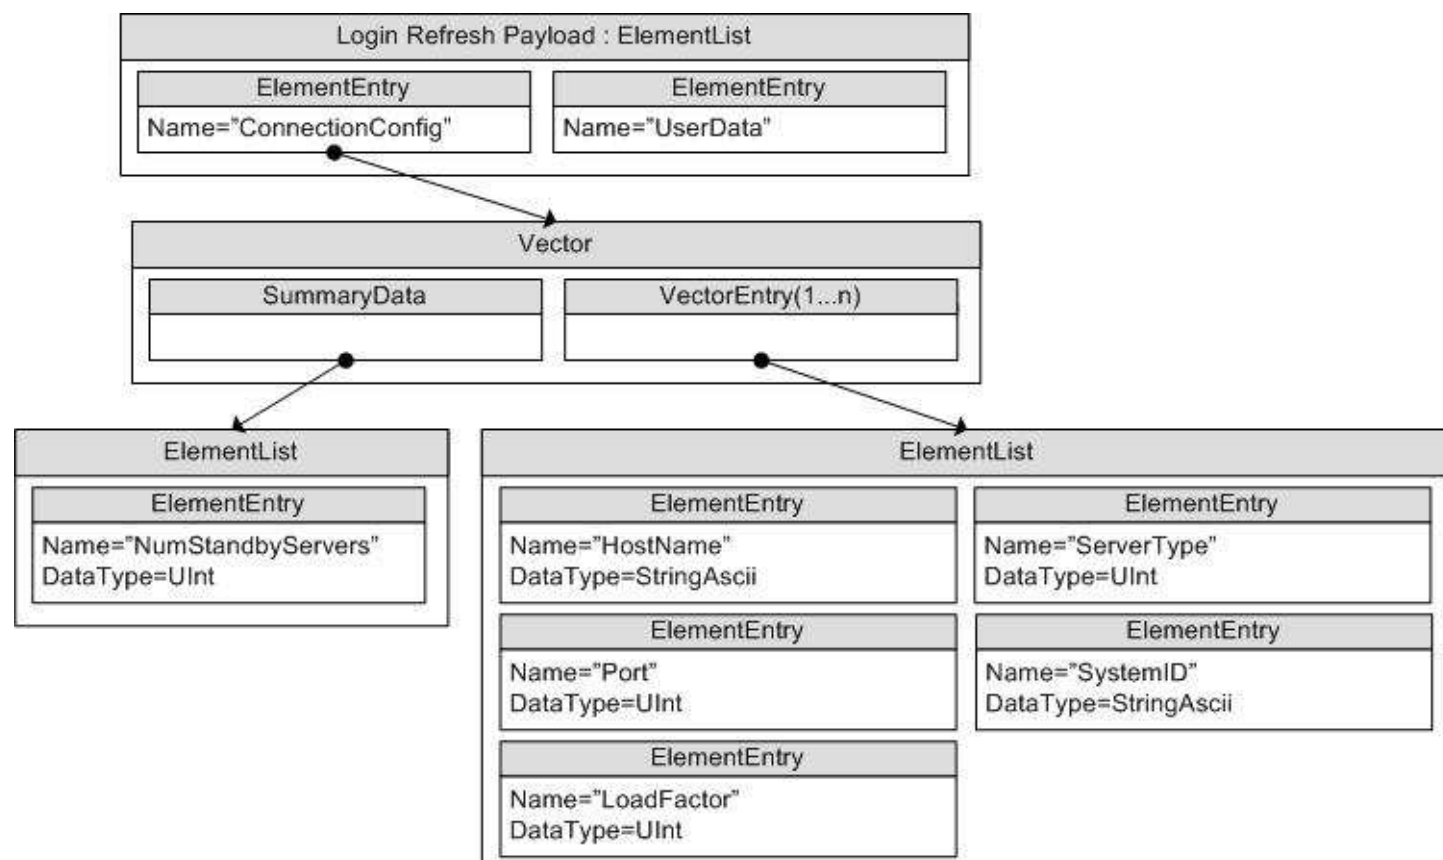 Login Refresh Payload : ElementList
ElementEntry
Name=”ConnectionConfig”
ElementEntry
Name=”UserData”
Vector
SummaryData
VectorEntry(1...n)
ElementList
ElementEntry
Name=”NumStandbyServers”
DataType=UInt
ElementList
ElementEntry
Name=”HostName”
DataType=StringAscii
ElementEntry
Name=”ServerType”
DataType=UInt
ElementEntry
Name=”Port”
DataType=UInt
ElementEntry
Name=”SystemID”
DataType=StringAscii
ElementEntry
Name=”LoadFactor”
DataType=UInt